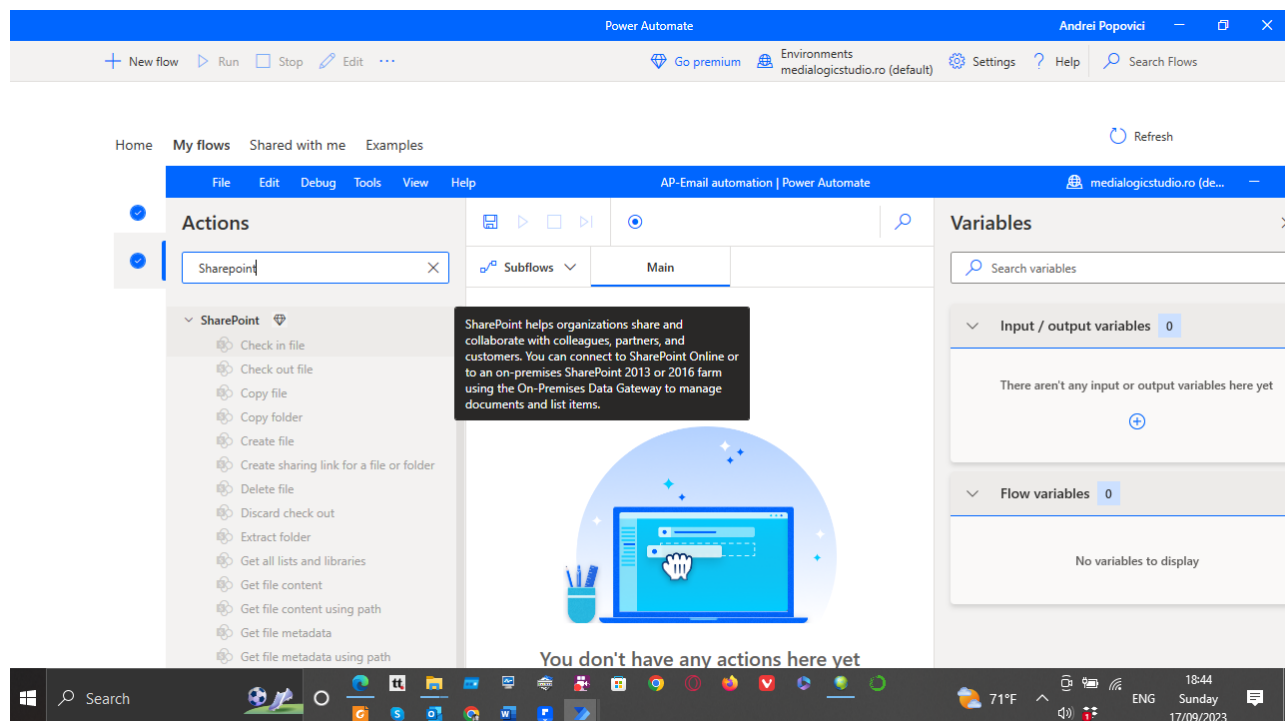 Power Automate
Andrei Popovici
New flow Run Stop Edit ...
Go premium
Environments
medialogicstudio.ro (default)
Settings ? Help Search Flows
Home My flows Shared with me Examples
Refresh
File Edit Debug Tools View Help
AP-Email automation | Power Automate
medialogicstudio.ro (de...
Actions
Sharepoint
SharePoint
Check in file
Check out file
Copy file
Copy folder
Create file
Create sharing link for a file or folder
Delete file
Discard check out
Extract folder
Get all lists and libraries
Get file content
Get file content using path
Get file metadata
Get file metadata using path
Subflows
Main
SharePoint helps organizations share and
collaborate with colleagues, partners, and
customers. You can connect to SharePoint Online or
to an on-premises SharePoint 2013 or 2016 farm
using the On-Premises Data Gateway to manage
documents and list items.
You don't have any actions here yet
Variables
Search variables
Input / output variables 0
There aren't any input or output variables here yet
Flow variables 0
No variables to display
Search
71°F
ENG
18:44
Sunday
17/09/2023